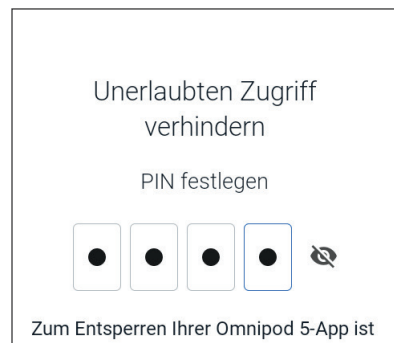 Unerlaubten Zugriff
verhindern
PIN festlegen
Zum Entsperren Ihrer Omnipod 5-App ist